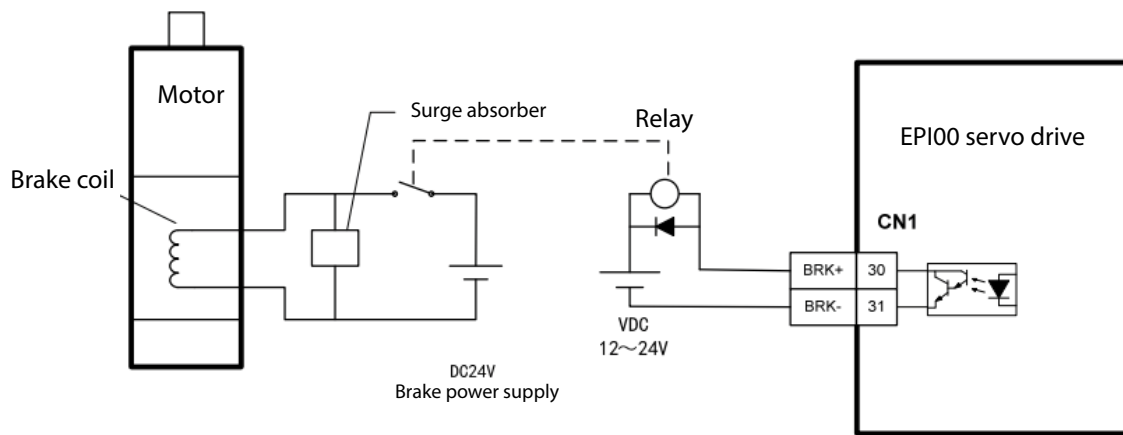 Motor
Surge absorber
Relay
EPI00 servo drive
Brake coil
CN1
BRK+
30
BRK-
31
VDC
12～24V
DC24V
Brake power supply